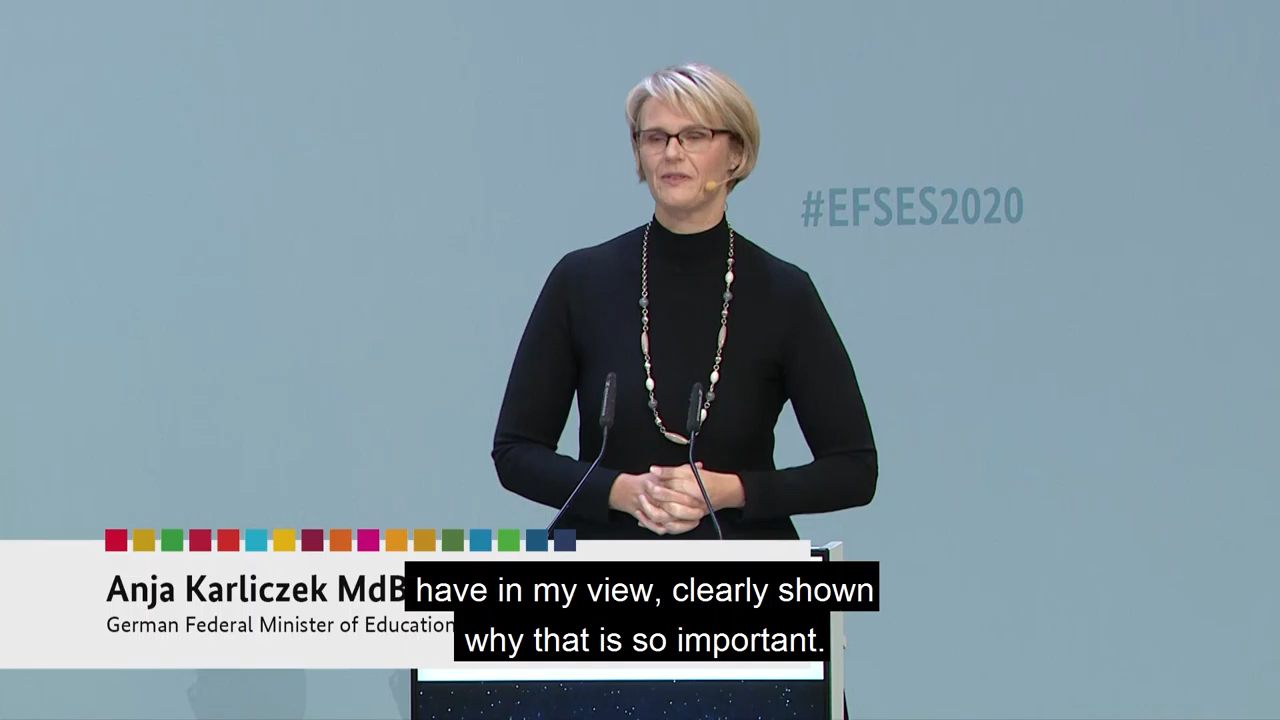 #EFSES2020
Anja Karliczek MdB
German Federal Minister of Education
have in my view, clearly shown
why that is so important.